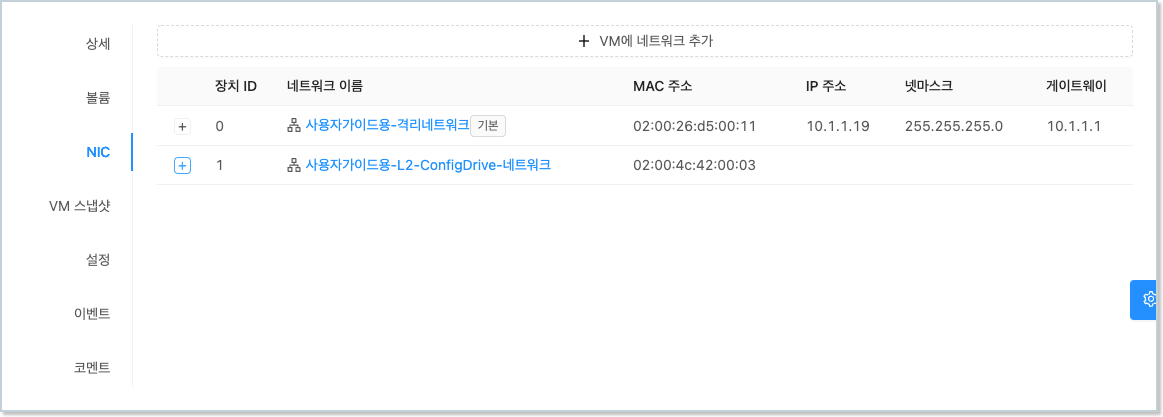 VM에 네트워크 추가
상세
볼륨
NIC
VM 스냅샷
설정
이벤트
코멘트
장치 ID 네트워크 이름 MAC 주소 IP 주소 넷마스크 게이트웨이
0 사용자가이드용-격리네트워크 기본 02:00:26:d5:00:11 10.1.1.19 255.255.255.0 10.1.1.1
1 사용자가이드용-L2-ConfigDrive-네트워크 02:00:4c:42:00:03